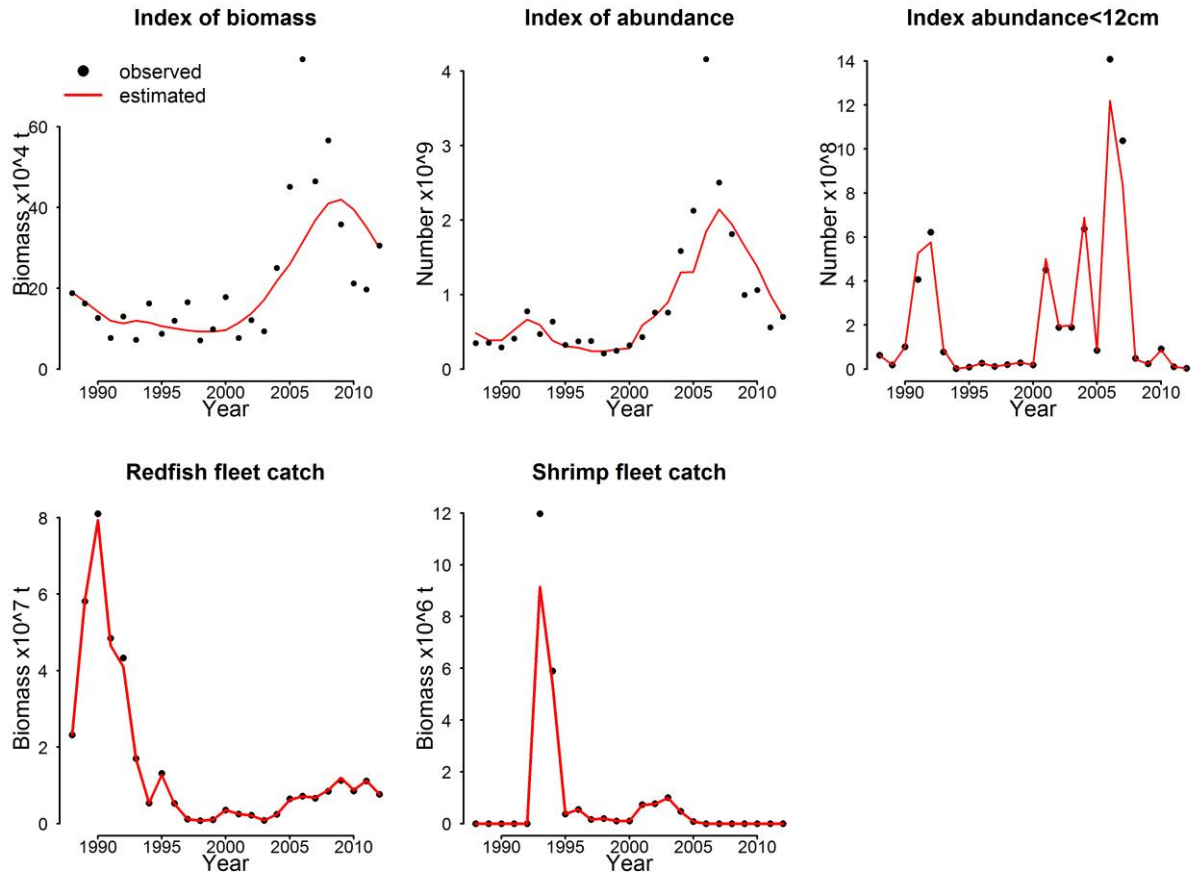 Index of biomass
Index of abundance
Index abundance<12cm
observed
estimated
Biomass x10^4 t
60
40
20
0
1990 1995 2000 2005 2010
Year
Number x10^9
4
3
2
1
0
1990 1995 2000 2005 2010
Year
Number x10^8
14
12
10
8
6
4
2
0
1990 1995 2000 2005 2010
Year
Redfish fleet catch
Shrimp fleet catch
Biomass x10^7 t
8
6
4
2
0
1990 1995 2000 2005 2010
Year
Biomass x10^6 t
12
10
8
6
4
2
0
1990 1995 2000 2005 2010
Year